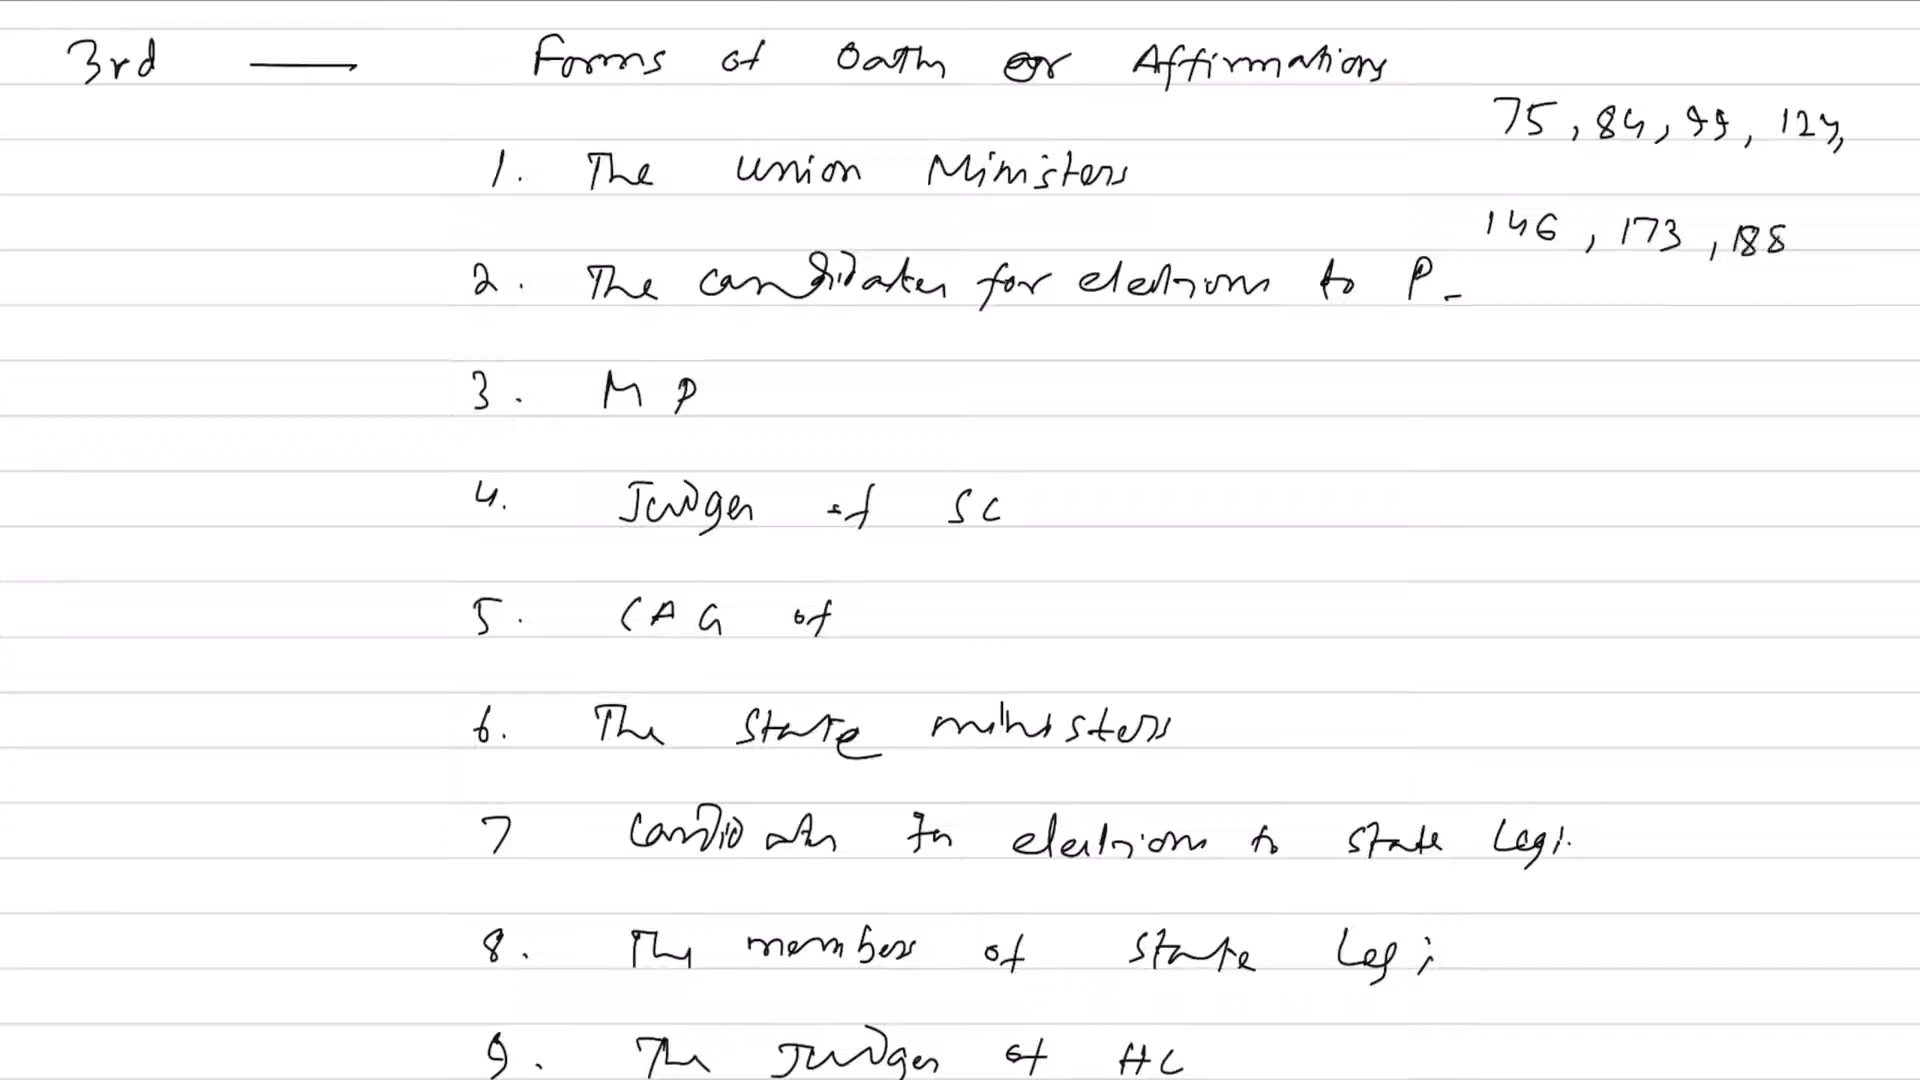 3rd — Forms of Oath or Affirmations
75, 84, 99, 124,
1. The Union Ministers
146, 173, 188
2. The candidates for elections to P-
3. MP
4. Judges of SC
5. CAG of
6. The State ministers
7 candidates for elections to state Legi.
8. The members of state Legi
9. The Judges of HC